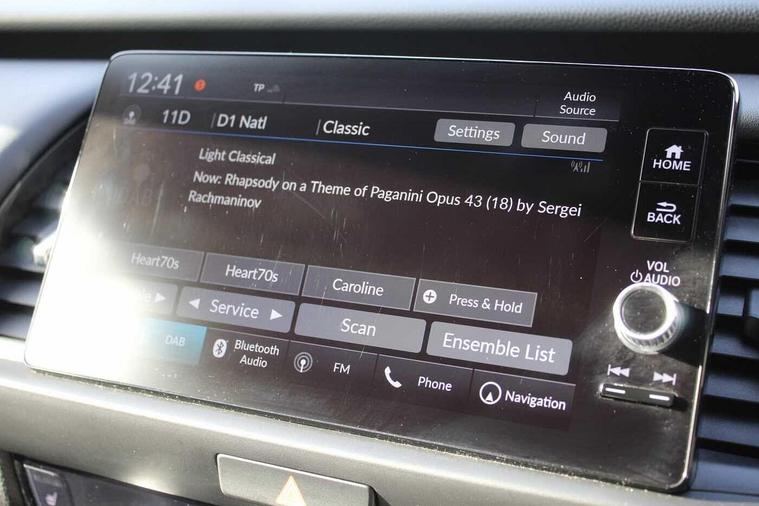 12:41
TP
Audio
Source
11D
D1 Natl
Classic
Settings
Sound
Light Classical
Now: Rhapsody on a Theme of Paganini Opus 43 (18) by Sergei
Rachmaninov
HOME
BACK
VOL
AUDIO
Heart70s
Heart70s
Caroline
Press & Hold
Service
Scan
Ensemble List
DAB
Bluetooth
Audio
FM
Phone
Navigation